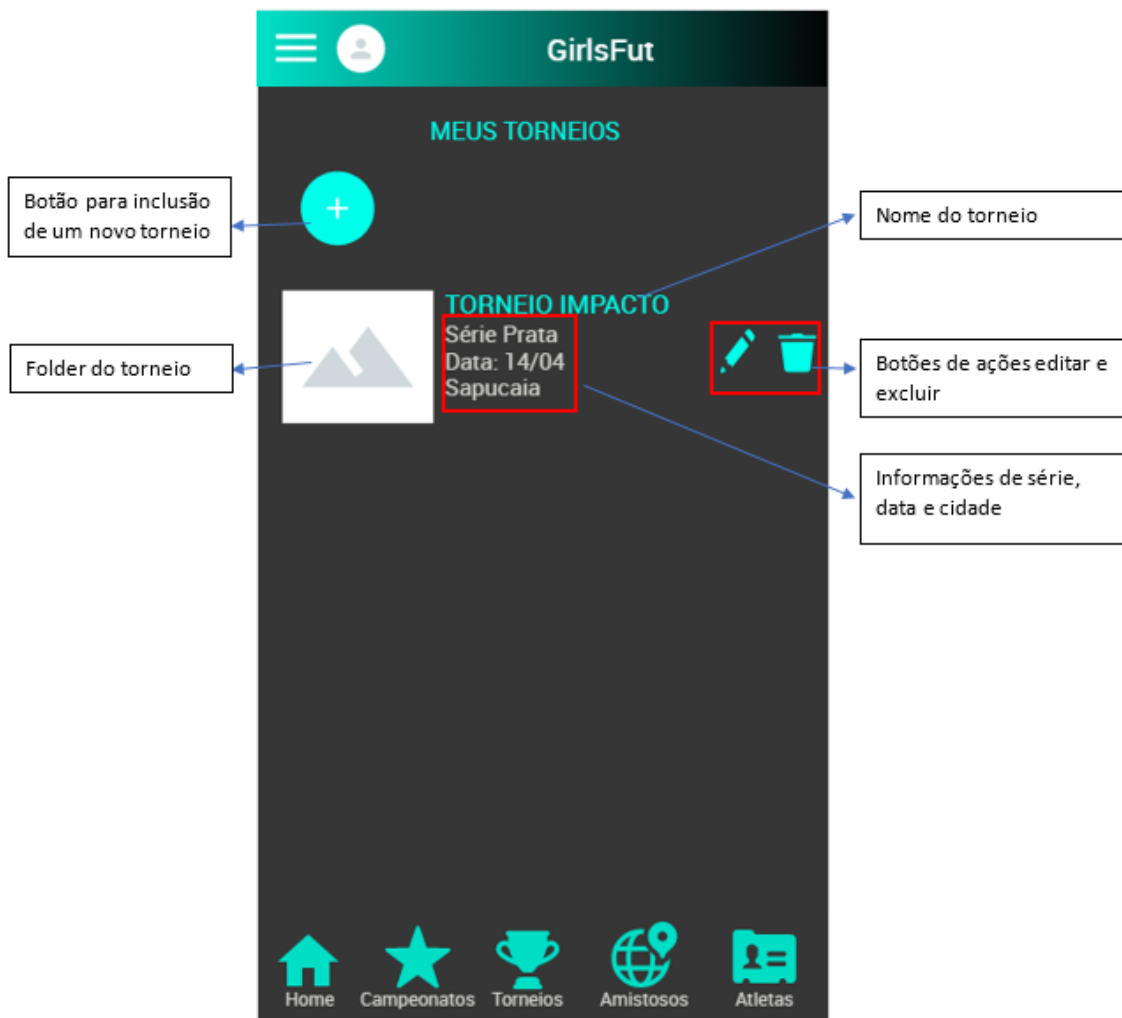 GirlsFut
MEUS TORNEIOS
Botão para inclusão
de um novo torneio
+
Nome do torneio
TORNEIO IMPACTO
Série Prata
Data: 14/04
Sapucaia
Folder do torneio
Botões de ações editar e
excluir
Informações de série,
data e cidade
Home
Campeonatos
Torneios
Amistosos
Atletas